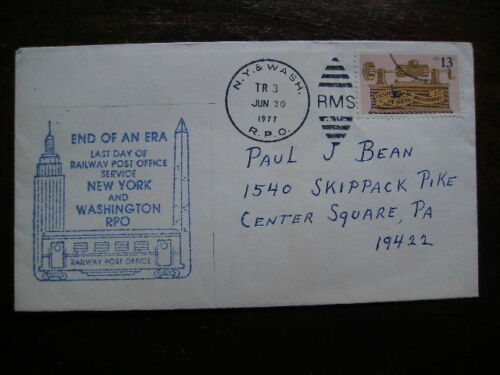 N.Y. & WASH.
TR 3
JUN 30
1977
R.P.O.
RMS
13
END OF AN ERA
LAST DAY OF
RAILWAY POST OFFICE
SERVICE
NEW YORK
AND
WASHINGTON
RPO
RAILWAY POST OFFICE
PAUL J BEAN
1540 SKIPPACK PIKE
CENTER SQUARE, PA
19422